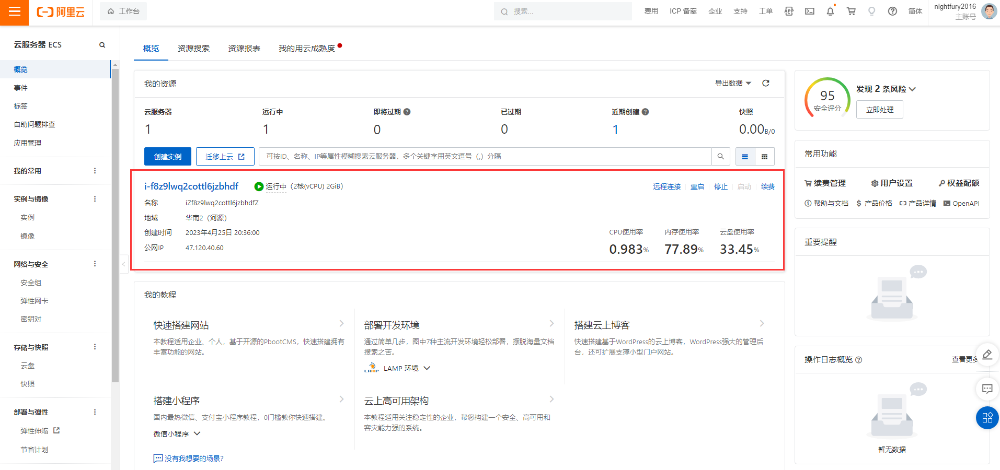 阿里云
工作台
搜索...
费用
ICP 备案
企业
支持
工单
简体
nightfury2016
主账号
云服务器 ECS
概览
事件
标签
自助问题排查
应用管理
我的常用
实例与镜像
实例
镜像
网络与安全
安全组
弹性网卡
密钥对
存储与快照
云盘
快照
部署与弹性
弹性伸缩
节省计划
概览
资源搜索
资源报表
我的用云成熟度
我的资源
导出数据
云服务器
1
运行中
1
即将过期
0
已过期
0
近期创建
1
快照
0.00B/0
创建实例
迁移上云
可按ID、名称、IP等属性模糊搜索云服务器，多个关键字用英文逗号（,）分隔
i-f8z9lwq2cottl6jzbhdf
运行中（2核(vCPU) 2GiB）
远程连接
重启
停止
启动
续费
名称 iZf8z9lwq2cottl6jzbhdfZ
地域 华南2（河源）
创建时间 2023年4月25日 20:36:00
公网IP 47.120.40.60
CPU使用率
0.983%
内存使用率
77.89%
云盘使用率
33.45%
我的教程
快速搭建网站
本教程适用企业、个人，基于开源的PbootCMS，快速搭建拥有
丰富功能的网站。
部署开发环境
通过简单几步，图中7种主流开发环境轻松部署，摆脱海量文档
搜索之苦。
LAMP
LAMP 环境
搭建云上博客
快速搭建基于WordPress的云上博客，WordPress强大的管理后
台，还可扩展支撑小型门户网站。
搭建小程序
国内最热微信、支付宝小程序教程，0门槛教你快速搭建。
微信小程序
云上高可用架构
本教程适用关注稳定性的企业，帮您构建一个安全、高可用和
容灾能力强的系统。
没有我想要的场景?
95
安全评分
发现 2 条风险
立即处理
常用功能
续费管理
用户设置
权益配额
帮助与文档
产品价格
产品详情
OpenAPI
重要提醒
操作日志概览
查看更多
暂无数据